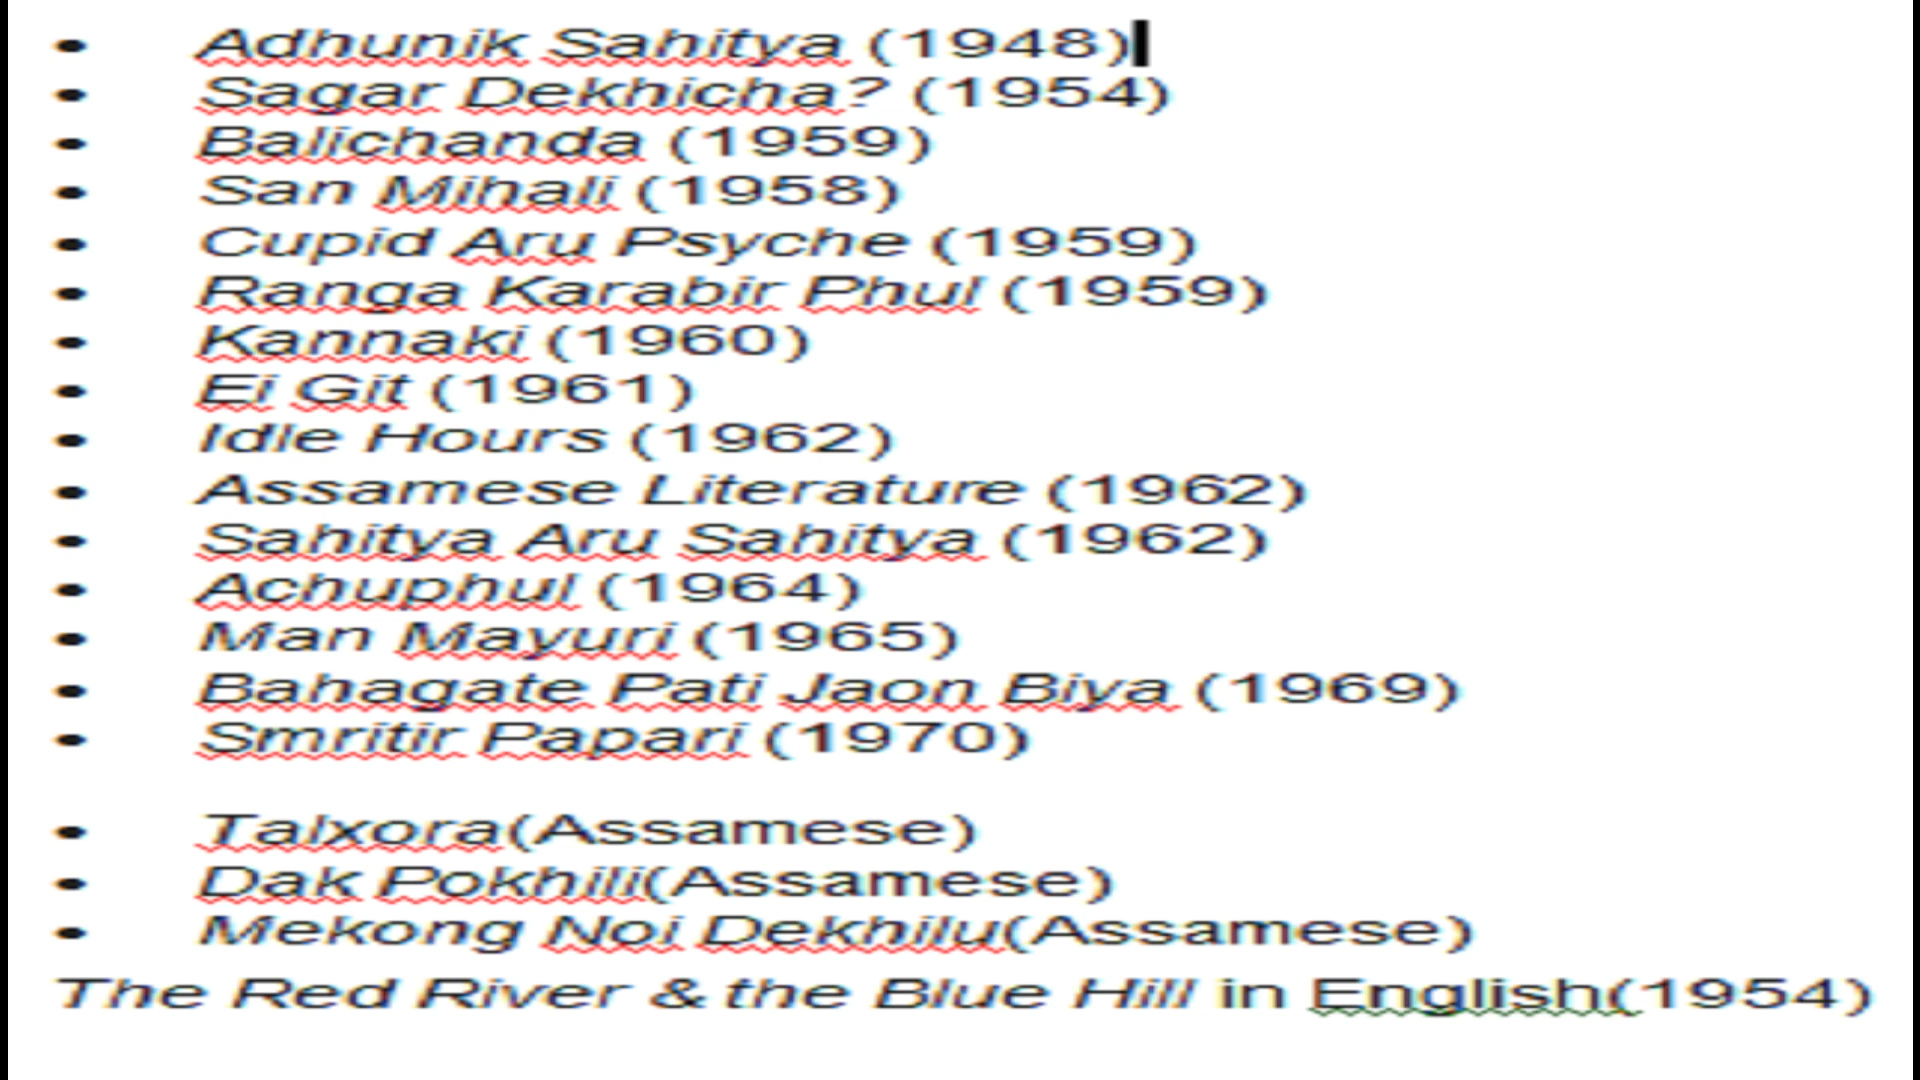 • Adhunik Sahitya (1948)
• Sagar Dekhicha? (1954)
• Balichanda (1959)
• San Mihali (1958)
• Cupid Aru Psyche (1959)
• Ranga Karabir Phul (1959)
• Kannaki (1960)
• Ei Git (1961)
• Idle Hours (1962)
• Assamese Literature (1962)
• Sahitya Aru Sahitya (1962)
• Achuphul (1964)
• Man Mayuri (1965)
• Bahagate Pati Jaon Biya (1969)
• Smritir Papari (1970)
• Talxora(Assamese)
• Dak Pokhili(Assamese)
• Mekong Noi Dekhilu(Assamese)
The Red River & the Blue Hill in English(1954)